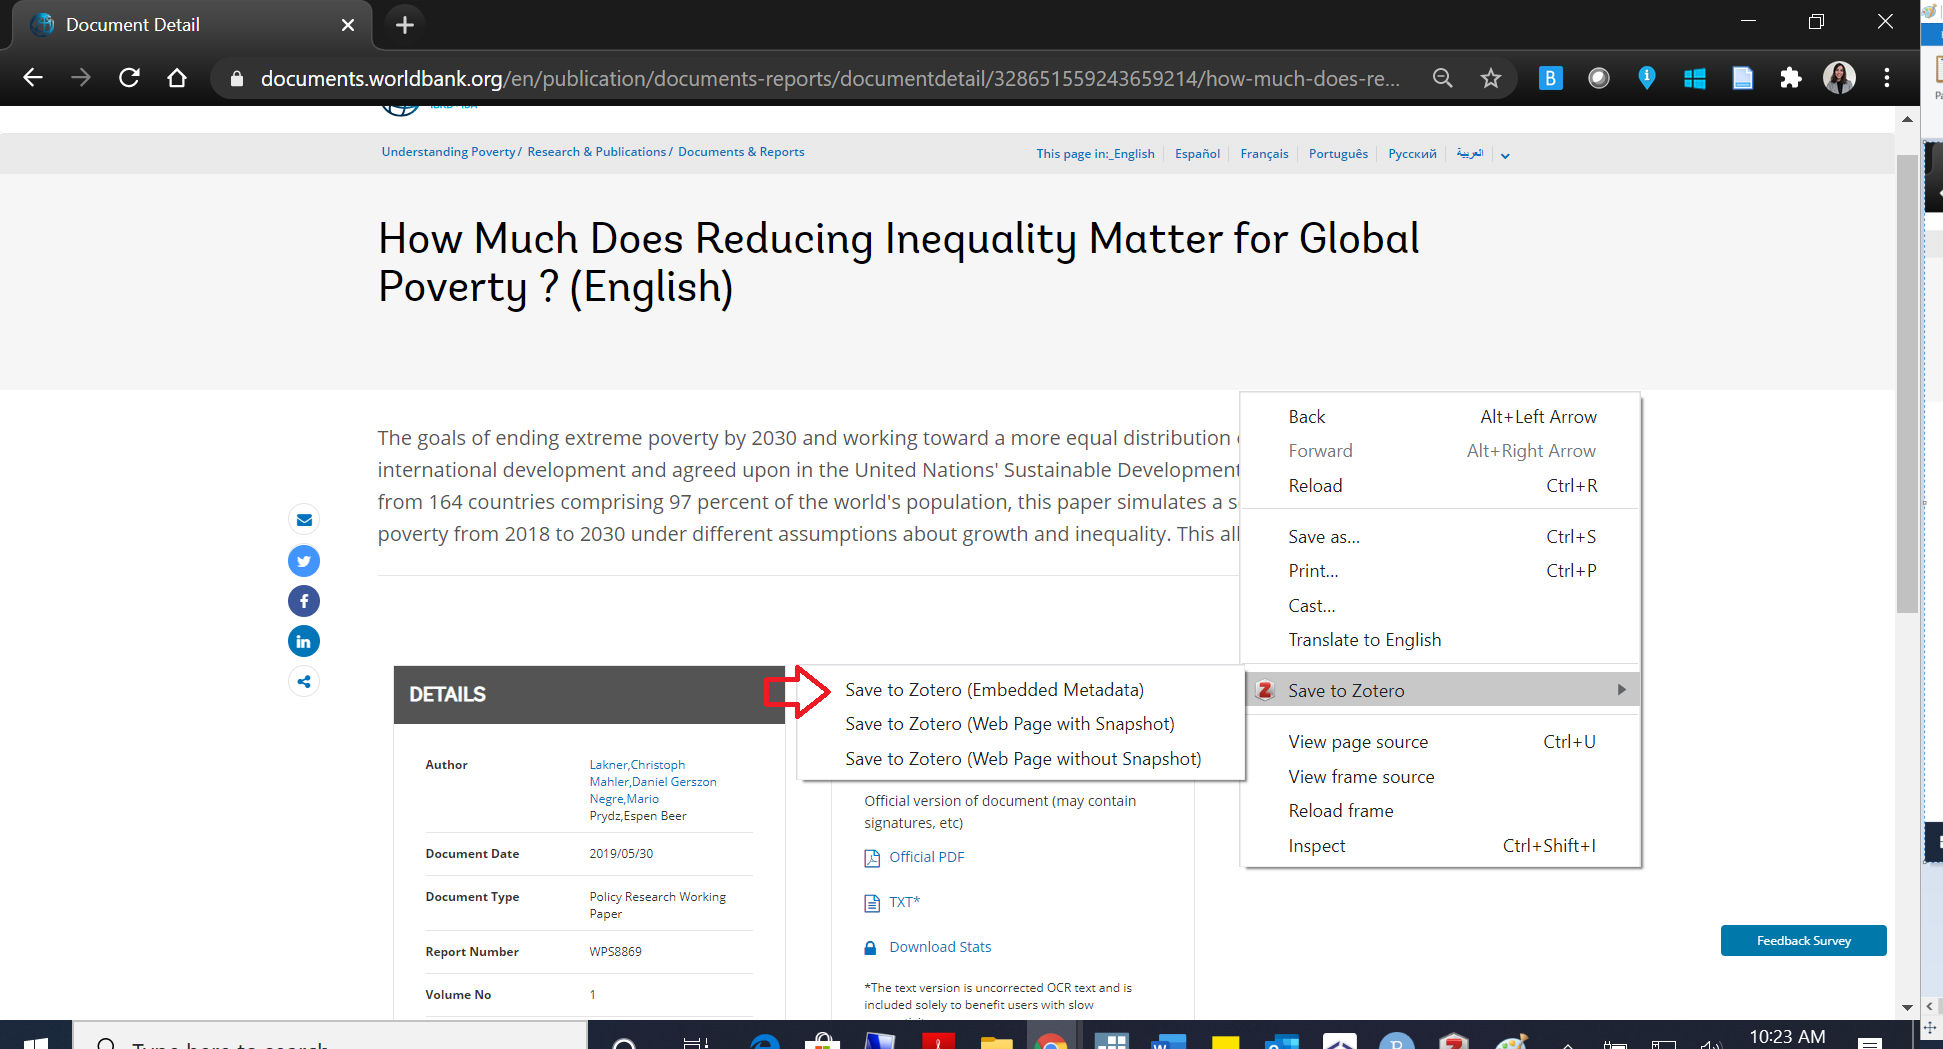 Document Detail
documents.worldbank.org/en/publication/documents-reports/documentdetail/328651559243659214/how-much-does-re...
Understanding Poverty/ Research & Publications/ Documents & Reports
This page in: English Español Français Português Русский العربية
How Much Does Reducing Inequality Matter for Global
Poverty ? (English)
The goals of ending extreme poverty by 2030 and working toward a more equal distribution
international development and agreed upon in the United Nations' Sustainable Development
from 164 countries comprising 97 percent of the world's population, this paper simulates a
poverty from 2018 to 2030 under different assumptions about growth and inequality. This
Back Alt+Left Arrow
Forward Alt+Right Arrow
Reload Ctrl+R
Save as... Ctrl+S
Print... Ctrl+P
Cast...
Translate to English
Save to Zotero
View page source Ctrl+U
View frame source
Reload frame
Inspect Ctrl+Shift+I
Save to Zotero (Embedded Metadata)
Save to Zotero (Web Page with Snapshot)
Save to Zotero (Web Page without Snapshot)
DETAILS
Author Lakner,Christoph
Mahler,Daniel Gerszon
Negre,Mario
Prydz,Espen Beer
Document Date 2019/05/30
Document Type Policy Research Working
Paper
Report Number WPS8869
Volume No 1
Official version of document (may contain
signatures, etc)
Official PDF
TXT*
Download Stats
*The text version is uncorrected OCR text and is
included solely to benefit users with slow
Feedback Survey
Type here to search
10:23 AM